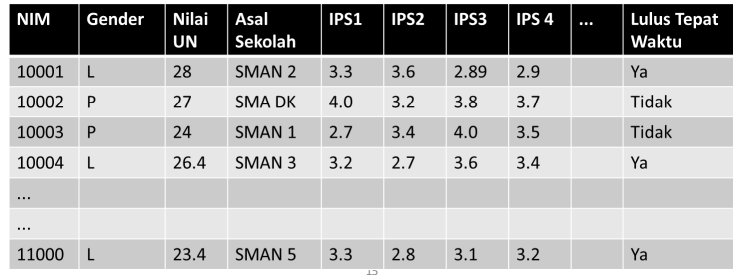 NIM Gender Nilai UN Asal Sekolah IPS1 IPS2 IPS3 IPS 4 ... Lulus Tepat Waktu
10001 L 28 SMAN 2 3.3 3.6 2.89 2.9 Ya
10002 P 27 SMA DK 4.0 3.2 3.8 3.7 Tidak
10003 P 24 SMAN 1 2.7 3.4 4.0 3.5 Tidak
10004 L 26.4 SMAN 3 3.2 2.7 3.6 3.4 Ya
...
...
11000 L 23.4 SMAN 5 3.3 2.8 3.1 3.2 Ya